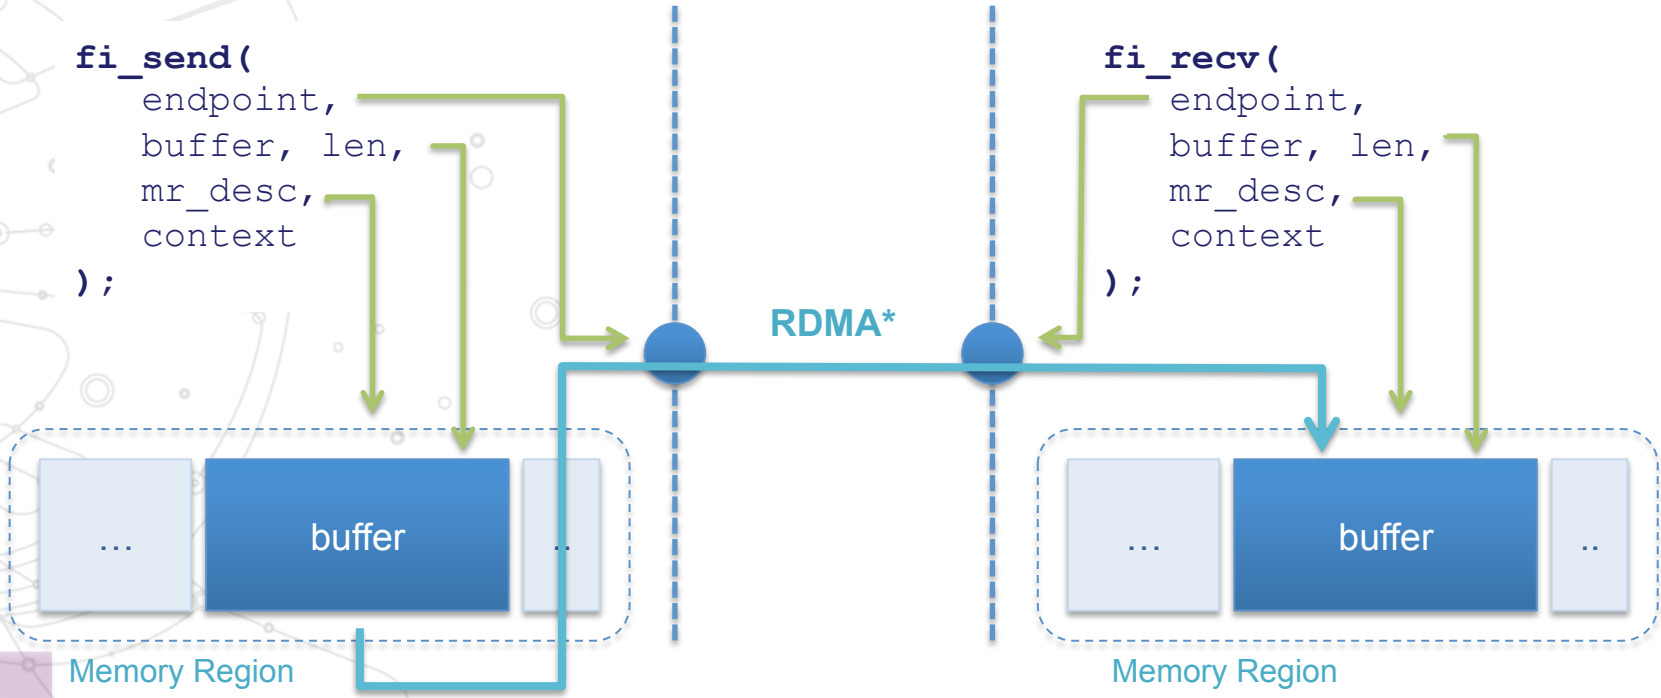 fi_send(
endpoint,
buffer, len,
mr_desc,
context
);
fi_recv(
endpoint,
buffer, len,
mr_desc,
context
);
RDMA*
...
buffer
..
...
buffer
..
Memory Region
Memory Region